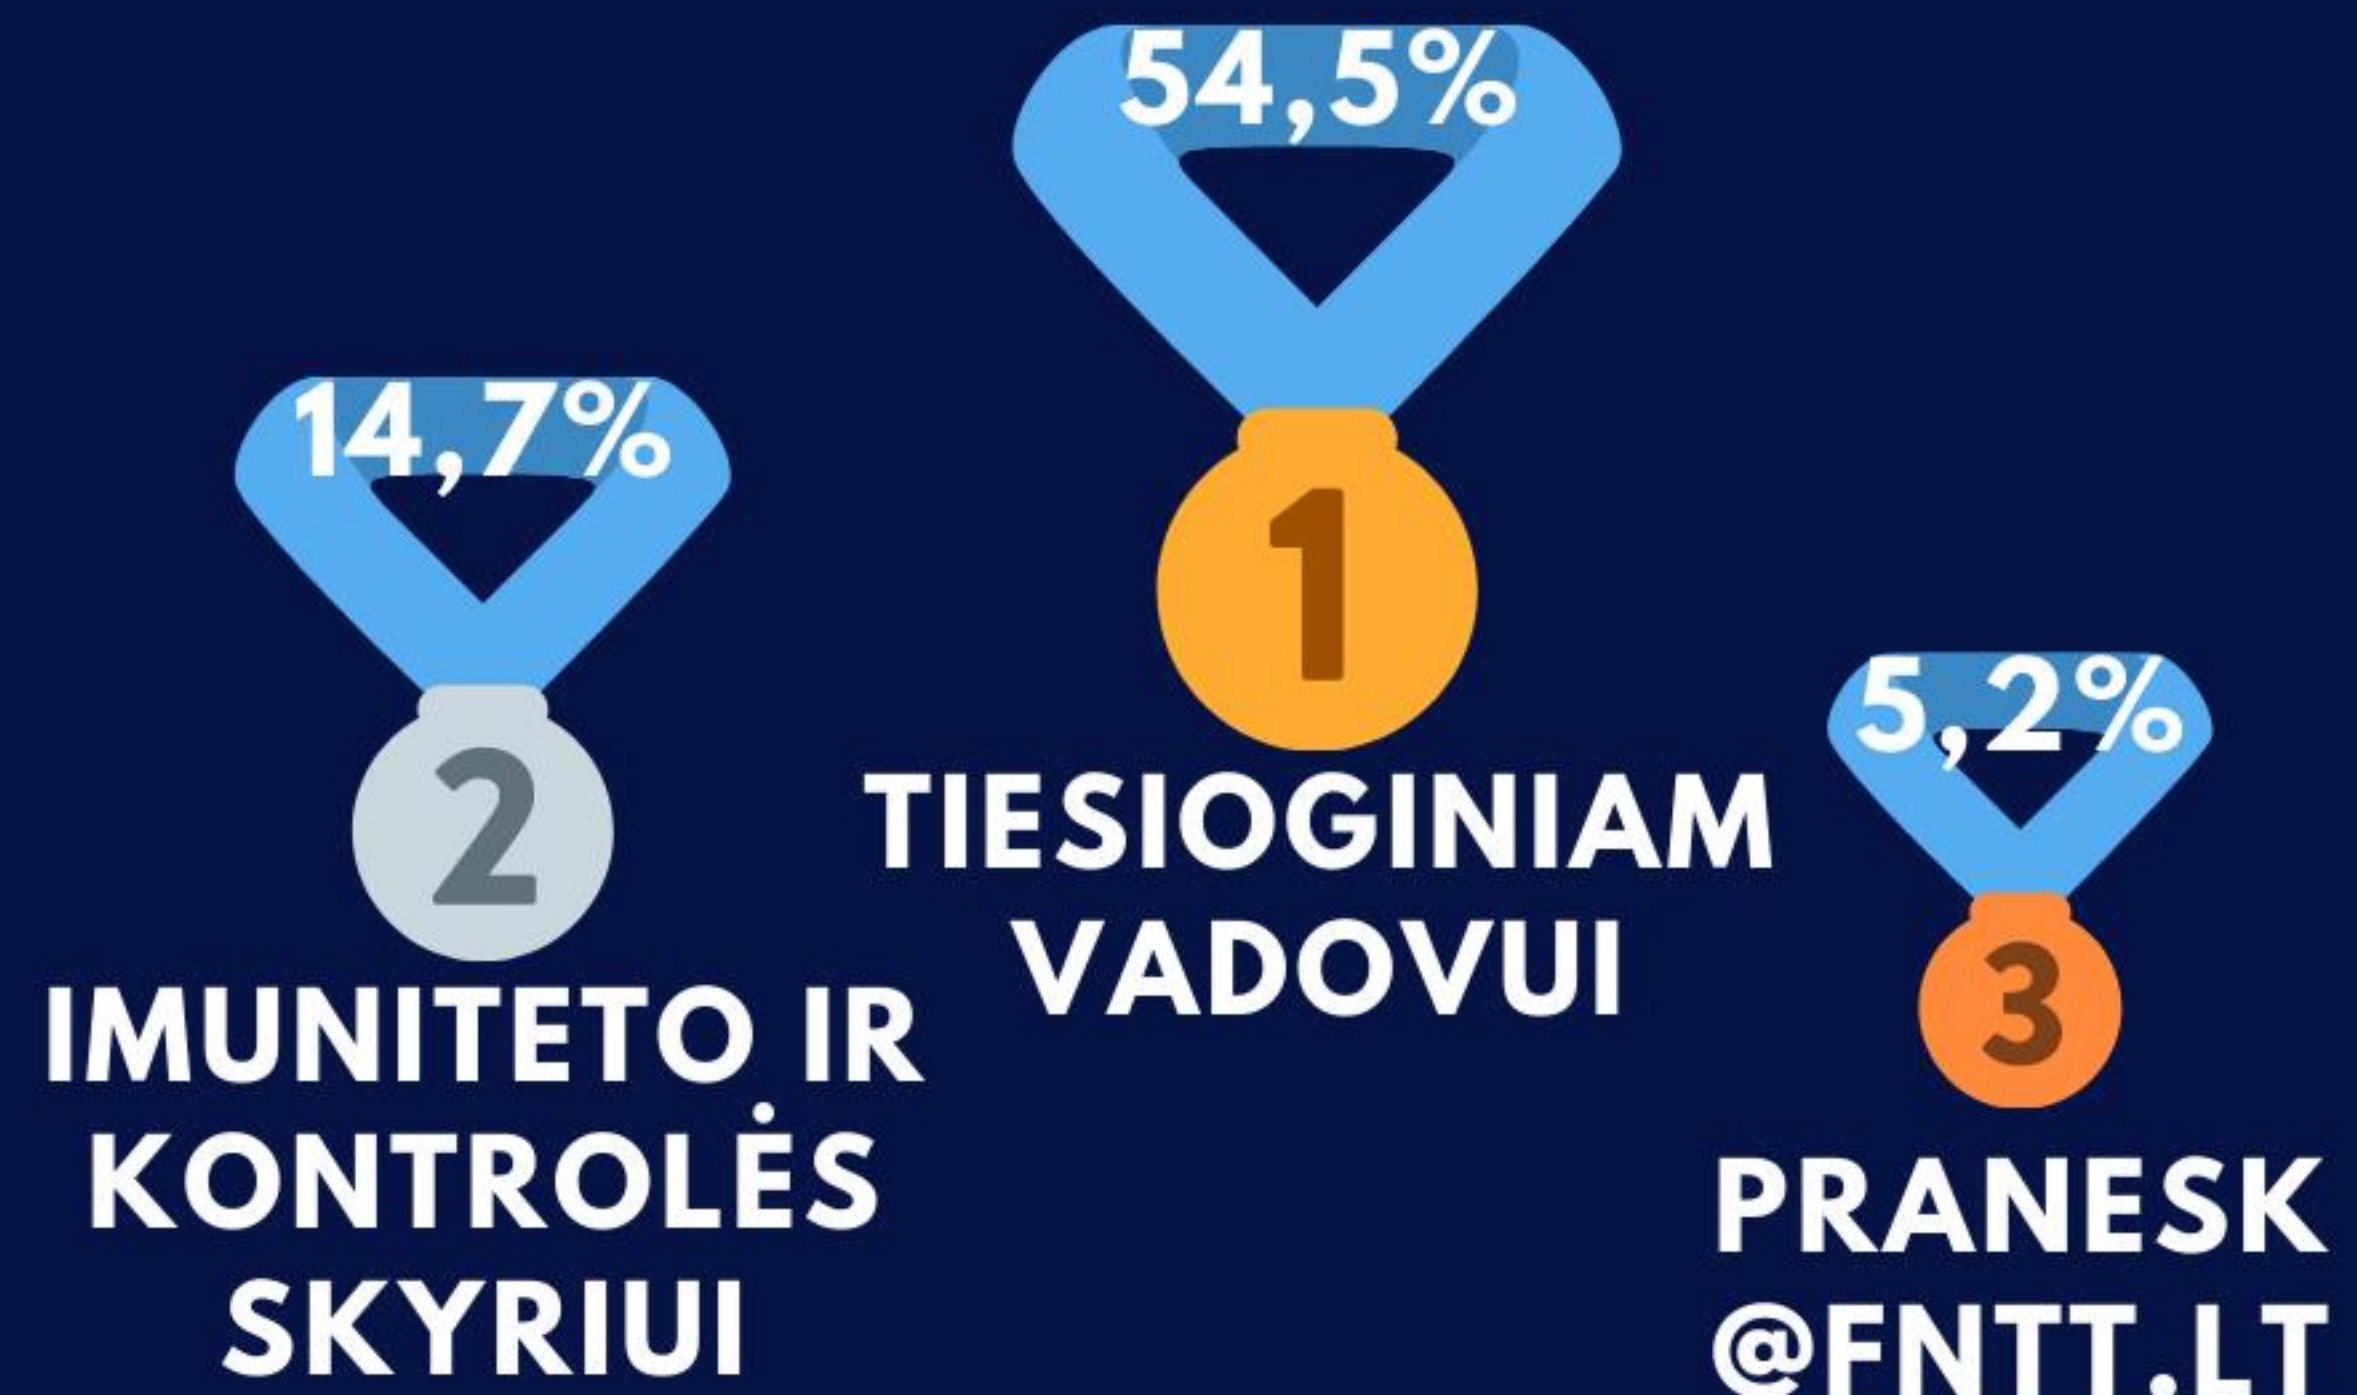 54,5%
1
TIESIOGINIAM
VADOVUI
14,7%
2
IMUNITETO IR
KONTROLĖS
SKYRIUI
5,2%
3
PRANESK
@FNTT.LT